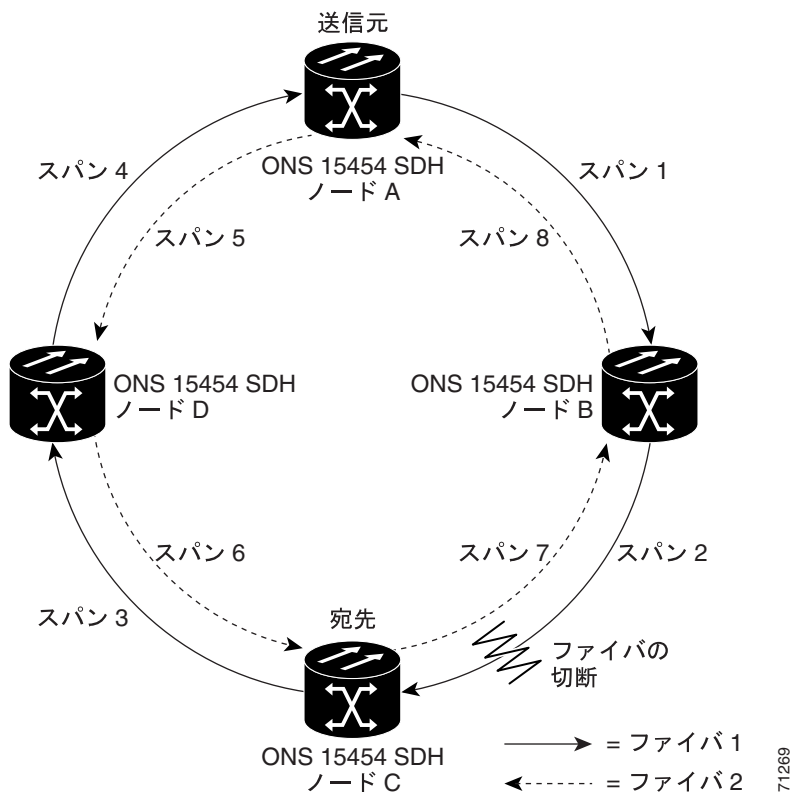 送信元
ONS 15454 SDH
ノード A
スパン 4
スパン 1
スパン 5
スパン 8
ONS 15454 SDH
ノード D
ONS 15454 SDH
ノード B
スパン 6
スパン 7
スパン 2
スパン 3
宛先
ファイバの
切断
ONS 15454 SDH
ノード C
= ファイバ 1
= ファイバ 2
71269